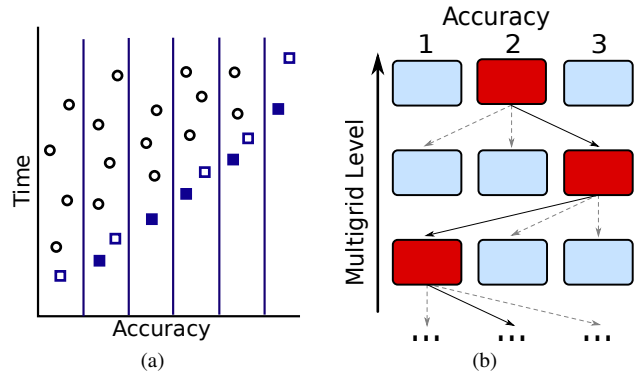 Time
Accuracy
(a)
Accuracy
1 2 3
Multigrid Level
... ... ...
(b)